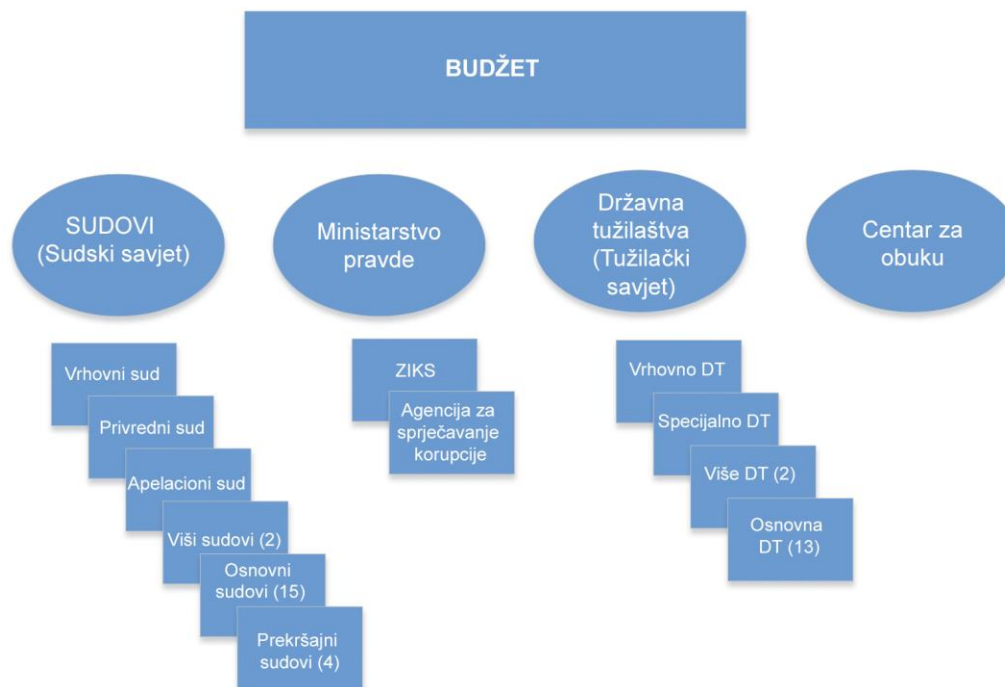 BUDŽET
SUDOVI
(Sudski savjet)
Ministarstvo
pravde
Državna
tužilaštva
(Tužilački
savjet)
Centar za
obuku
Vrhovni sud
Privredni sud
Apelacioni sud
Viši sudovi (2)
Osnovni
sudovi (15)
Prekršajni
sudovi (4)
ZIKS
Agencija za
sprječavanje
korupcije
Vrhovno DT
Specijalno DT
Više DT (2)
Osnovna
DT (13)